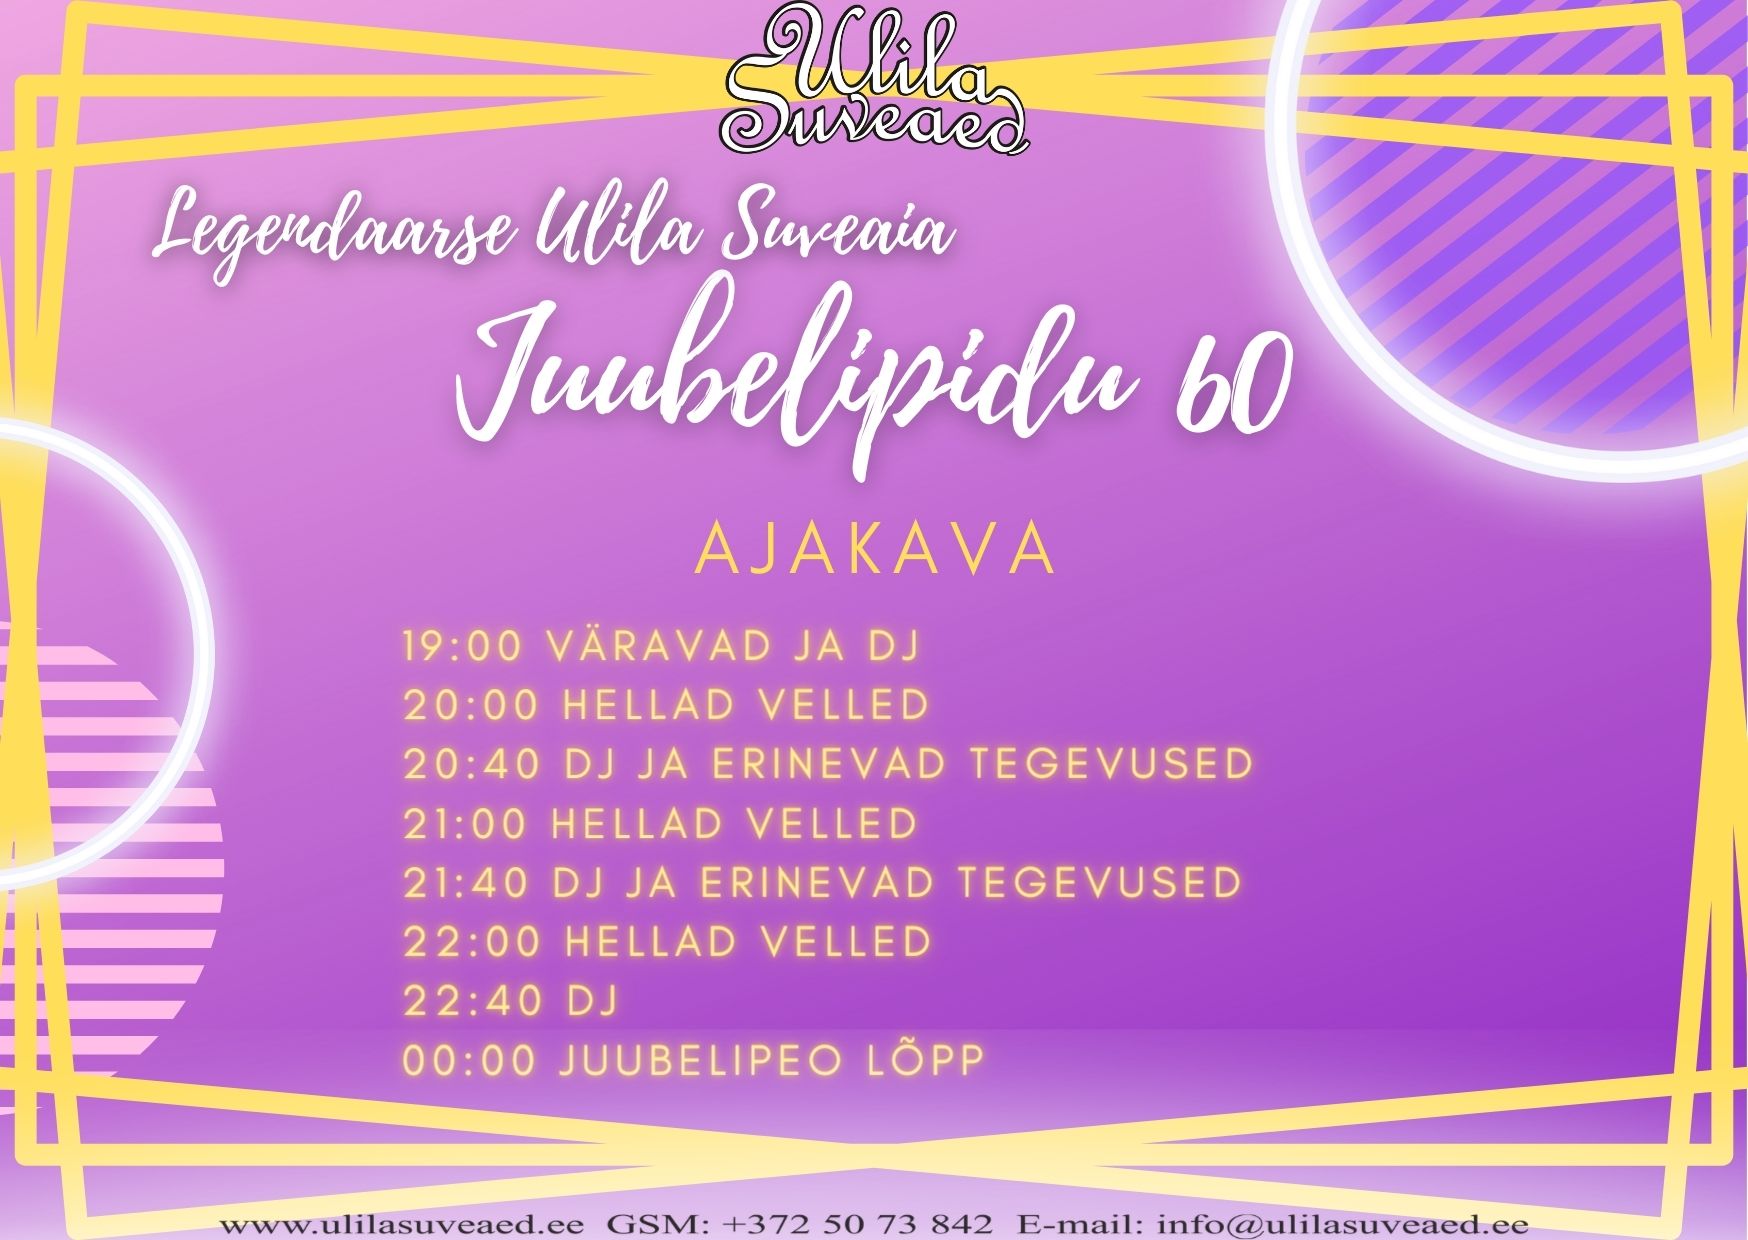 Ulila
Suveaed
Legendaarse Ulila Suveaia
Juubelipidu 60
AJAKAVA
19:00 VÄRAVAD JA DJ
20:00 HELLAD VELLED
20:40 DJ JA ERINEVAD TEGEVUSED
21:00 HELLAD VELLED
21:40 DJ JA ERINEVAD TEGEVUSED
22:00 HELLAD VELLED
22:40 DJ
00:00 JUUBELIPEO LÕPP
www.ulilasuveaed.ee GSM: +372 50 73 842 E-mail: info@ulilasuveaed.ee